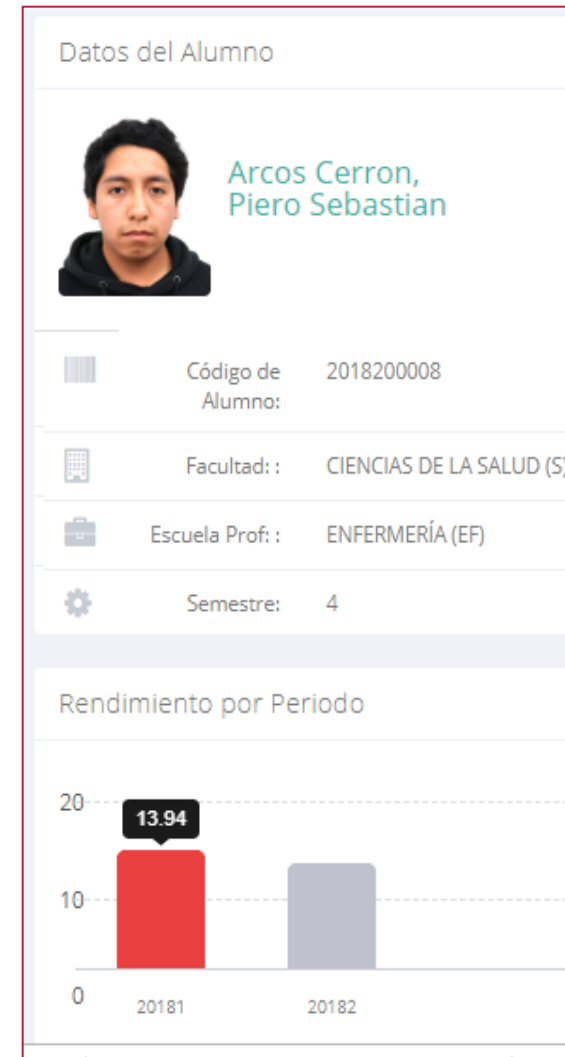 Datos del Alumno
Arcos Cerron,
Piero Sebastian
Código de
Alumno:
2018200008
Facultad: :
CIENCIAS DE LA SALUD (S)
Escuela Prof: :
ENFERMERÍA (EF)
Semestre:
4
Rendimiento por Periodo
20
13.94
10
0
20181
20182